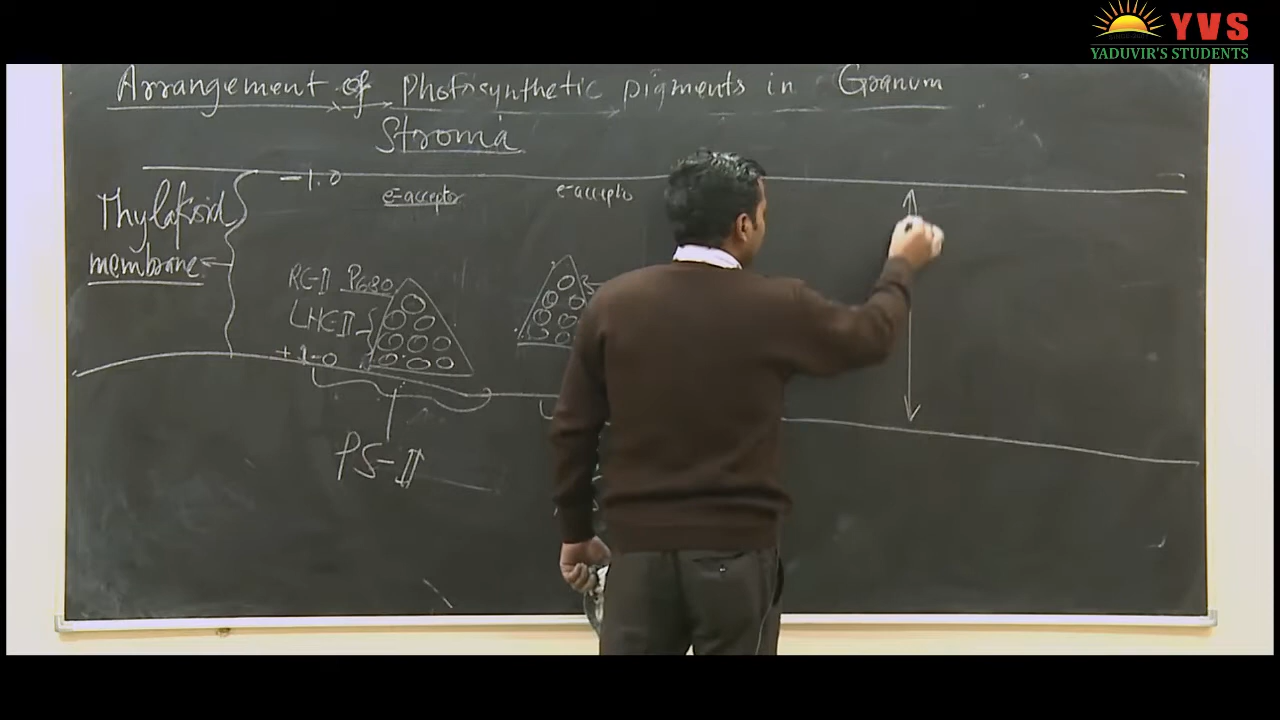 YVS
YADUVIR'S STUDENTS
Arrangement of Photosynthetic pigments in Granum
Stroma
-1.0
Thylakoid
membrane
e-acceptor
e-accepto
RC-II P680
LHC-II
+1.0
PS-II